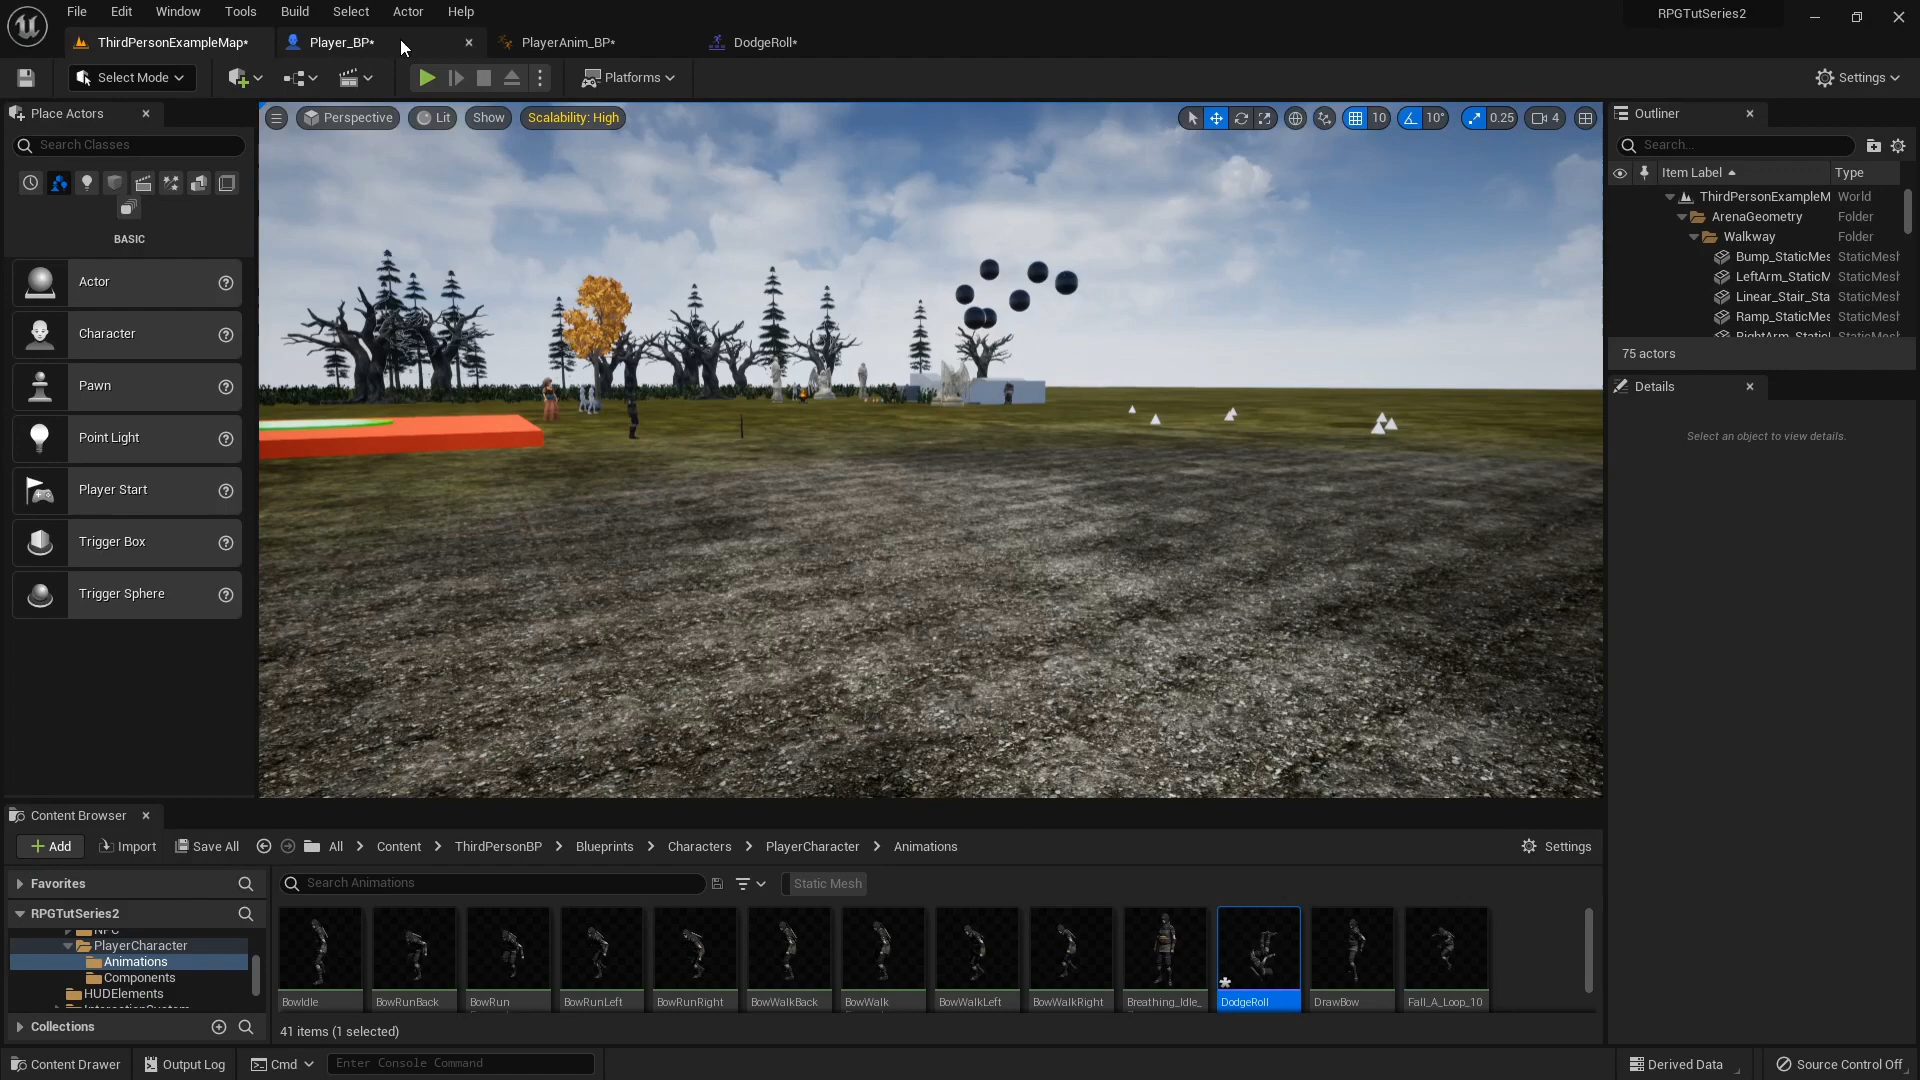 File Edit Window Tools Build Select Actor Help
RPGTutSeries2
ThirdPersonExampleMap*
Player_BP*
PlayerAnim_BP*
DodgeRoll*
Select Mode
Platforms
Settings
Place Actors
Search Classes
BASIC
Actor
Character
Pawn
Point Light
Player Start
Trigger Box
Trigger Sphere
Perspective
Lit
Show
Scalability: High
10
10°
0.25
4
Outliner
Search...
Item Label
Type
ThirdPersonExampleM World
ArenaGeometry Folder
Walkway Folder
Bump_StaticMes StaticMesh
LeftArm_StaticM StaticMesh
Linear_Stair_Sta StaticMesh
Ramp_StaticMes StaticMesh
RightArm_Static StaticMesh
75 actors
Details
Select an object to view details.
Content Browser
Add
Import
Save All
All > Content > ThirdPersonBP > Blueprints > Characters > PlayerCharacter > Animations
Settings
Favorites
RPGTutSeries2
NPC
PlayerCharacter
Animations
Components
HUDElements
InteractionSystem
Collections
Search Animations
Static Mesh
BowIdle
BowRunBack
BowRun
BowRunLeft
BowRunRight
BowWalkBack
BowWalk
BowWalkLeft
BowWalkRight
Breathing_Idle_
DodgeRoll
DrawBow
Fall_A_Loop_10
41 items (1 selected)
Content Drawer
Output Log
Cmd
Enter Console Command
Derived Data
Source Control Off